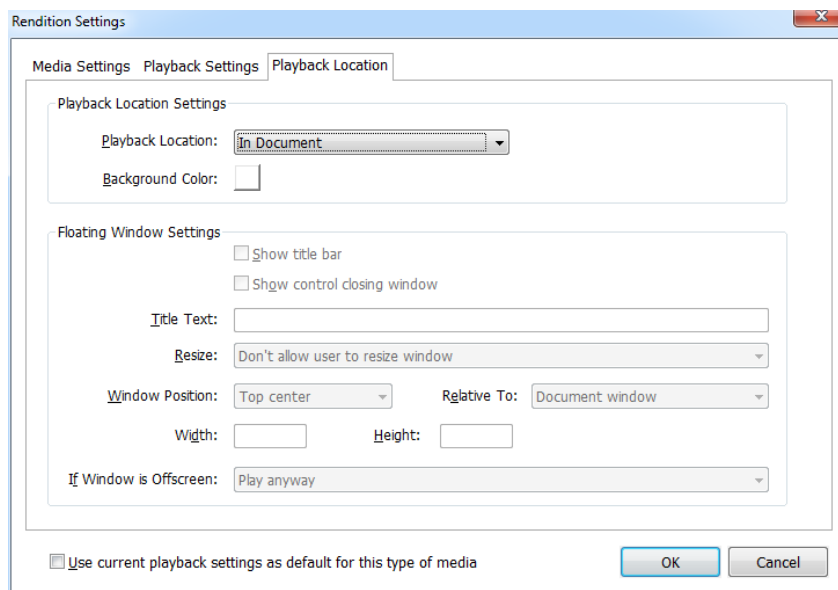 Rendition Settings
Media Settings Playback Settings Playback Location
Playback Location Settings
Playback Location: In Document
Background Color:
Floating Window Settings
Show title bar
Show control closing window
Title Text:
Resize: Don't allow user to resize window
Window Position: Top center Relative To: Document window
Width: Height:
If Window is Offscreen: Play anyway
Use current playback settings as default for this type of media
OK Cancel